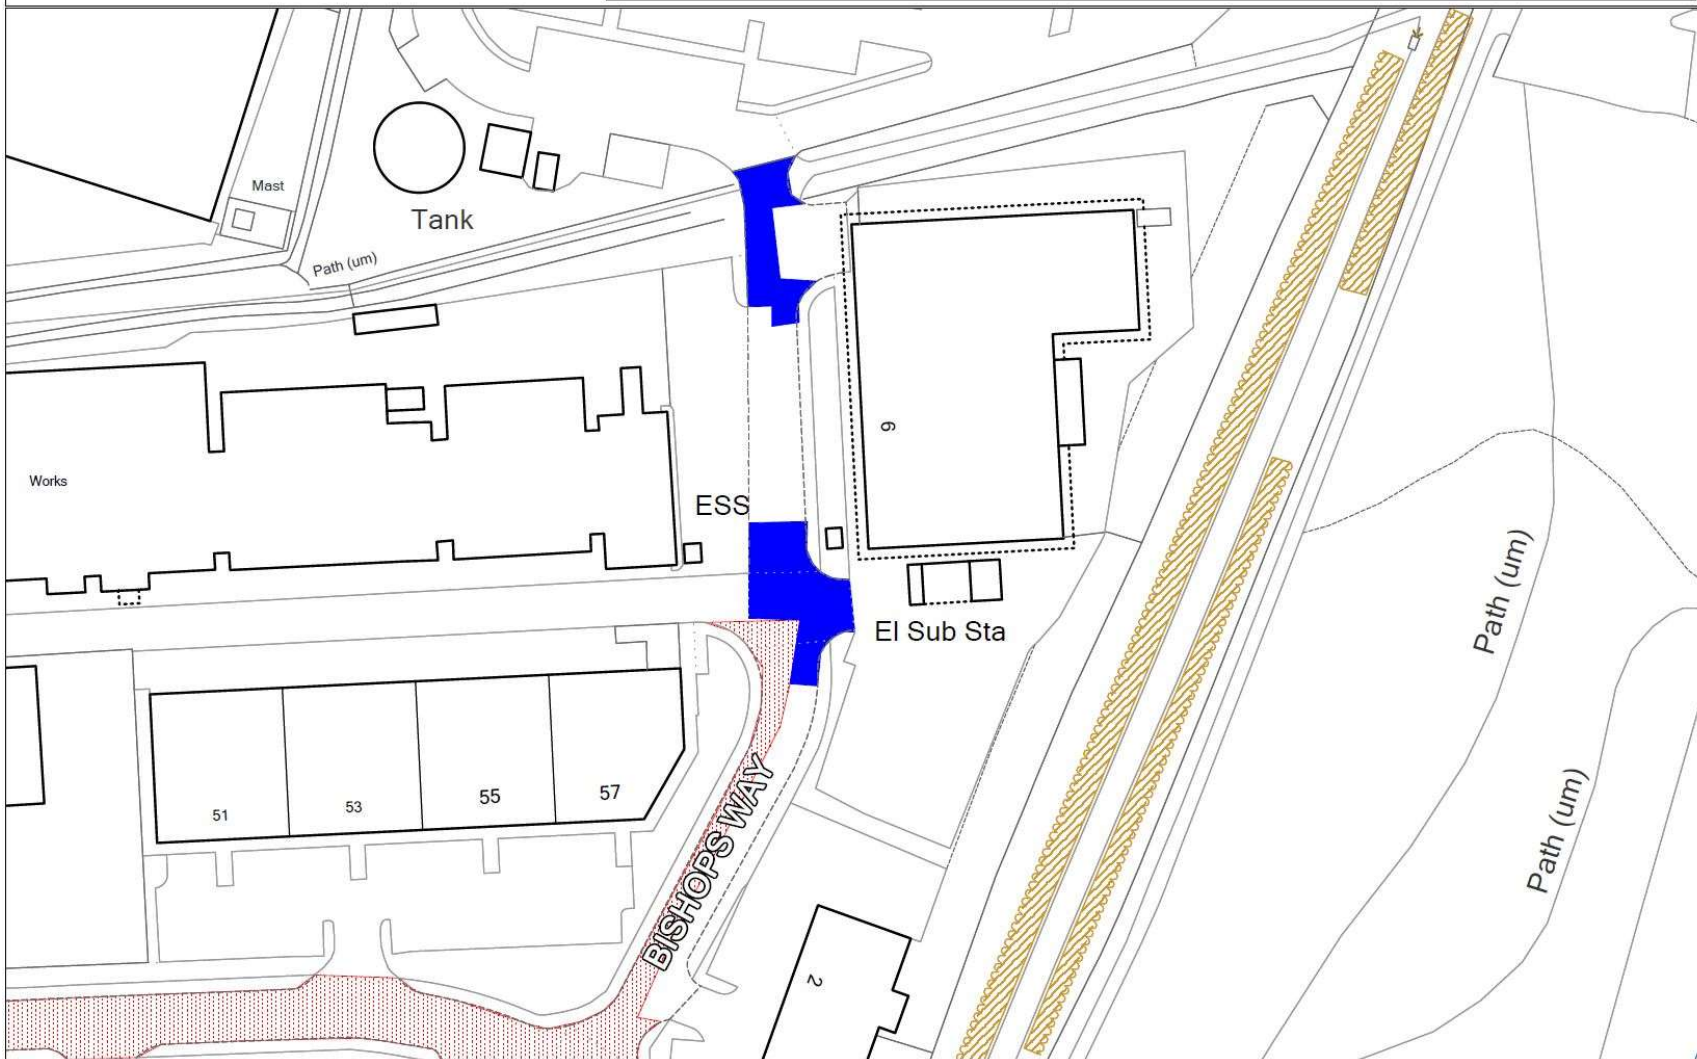 Mast
Tank
Path (um)
6
Works
ESS
El Sub Sta
Path (um)
51
53
55
57
BISHOPS WAY
Path (um)
2